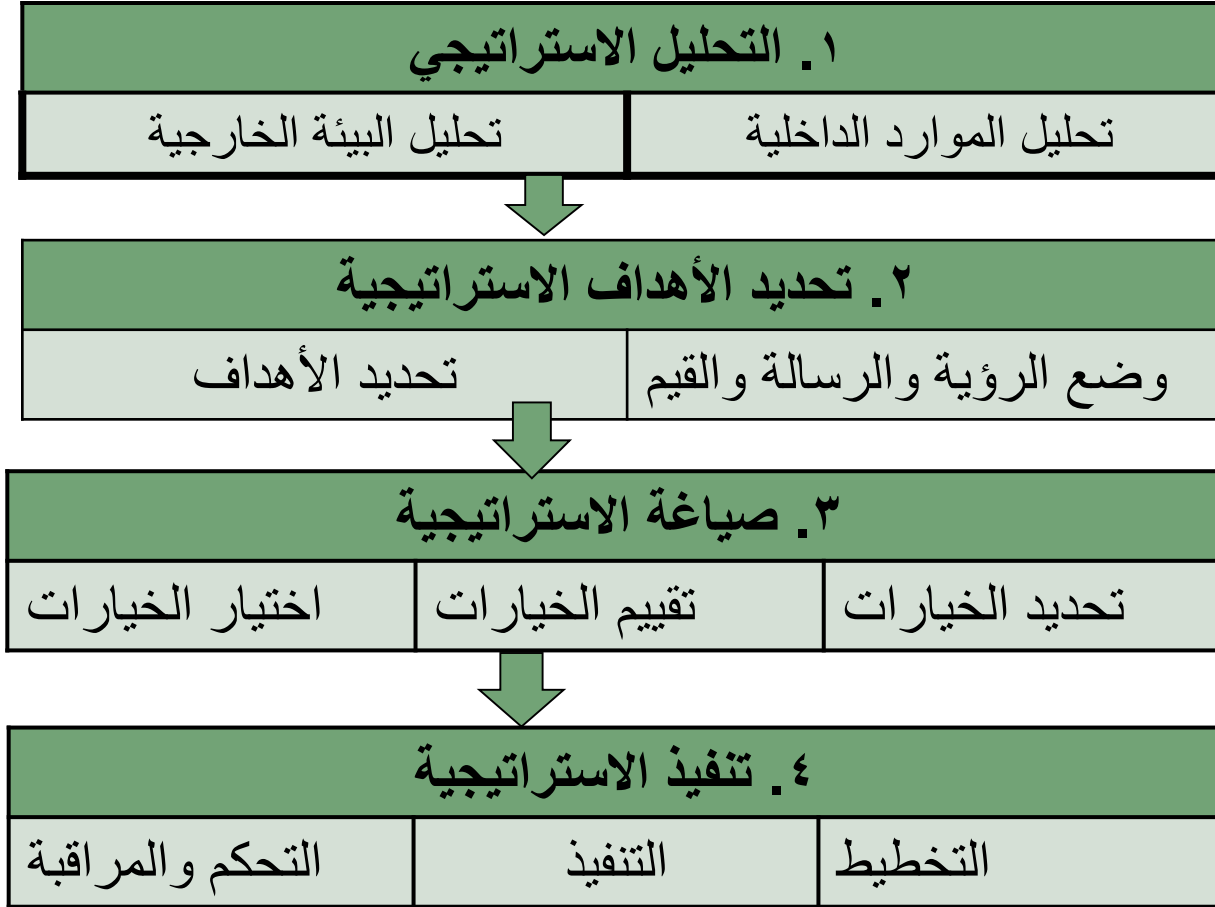 ١. التحليل الاستراتيجي
تحليل الموارد الداخلية
تحليل البيئة الخارجية
٢. تحديد الأهداف الاستراتيجية
وضع الرؤية والرسالة والقيم
تحديد الأهداف
٣. صياغة الاستراتيجية
تحديد الخيارات
تقييم الخيارات
اختيار الخيارات
٤. تنفيذ الاستراتيجية
التخطيط
التنفيذ
التحكم والمراقبة